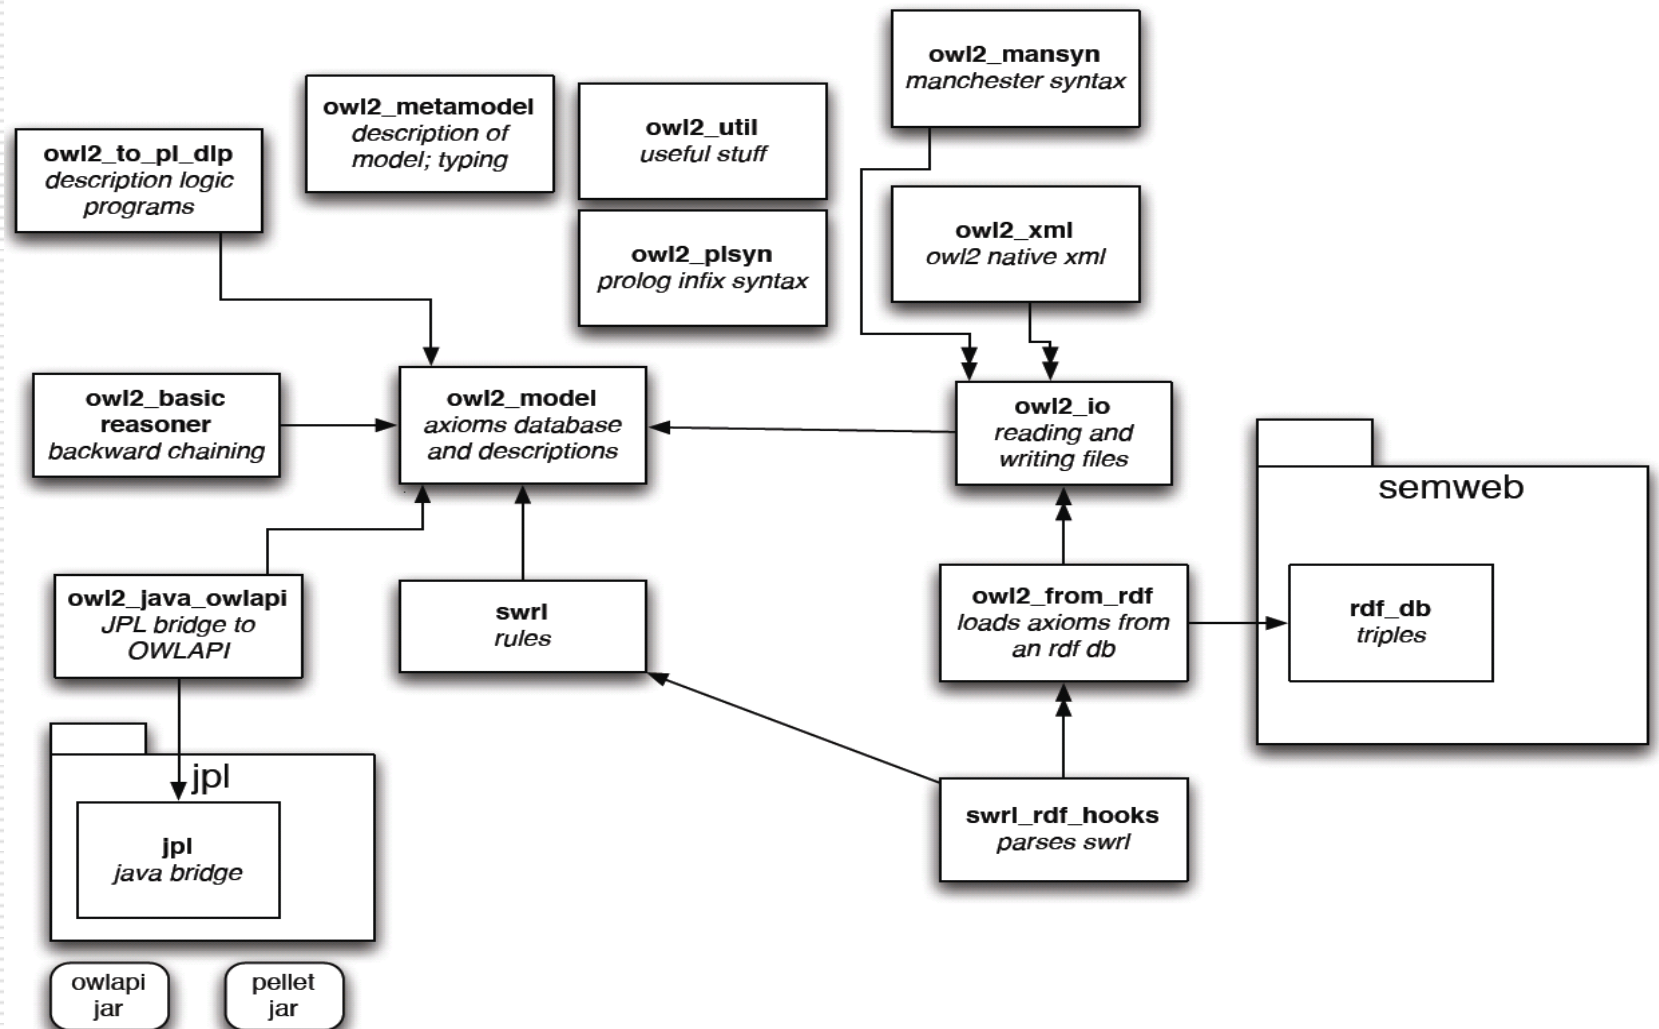 owl2_mansyn
manchester syntax
owl2_metamodel
description of
model; typing
owl2_util
useful stuff
owl2_to_pl_dlp
description logic
programs
owl2_xml
owl2 native xml
owl2_plsyn
prolog infix syntax
owl2_basic
reasoner
backward chaining
owl2_model
axioms database
and descriptions
owl2_io
reading and
writing files
semweb
owl2_java_owlapi
JPL bridge to
OWLAPI
swrl
rules
owl2_from_rdf
loads axioms from
an rdf db
rdf_db
triples
jpl
jpl
java bridge
swrl_rdf_hooks
parses swrl
owlapi
jar
pellet
jar